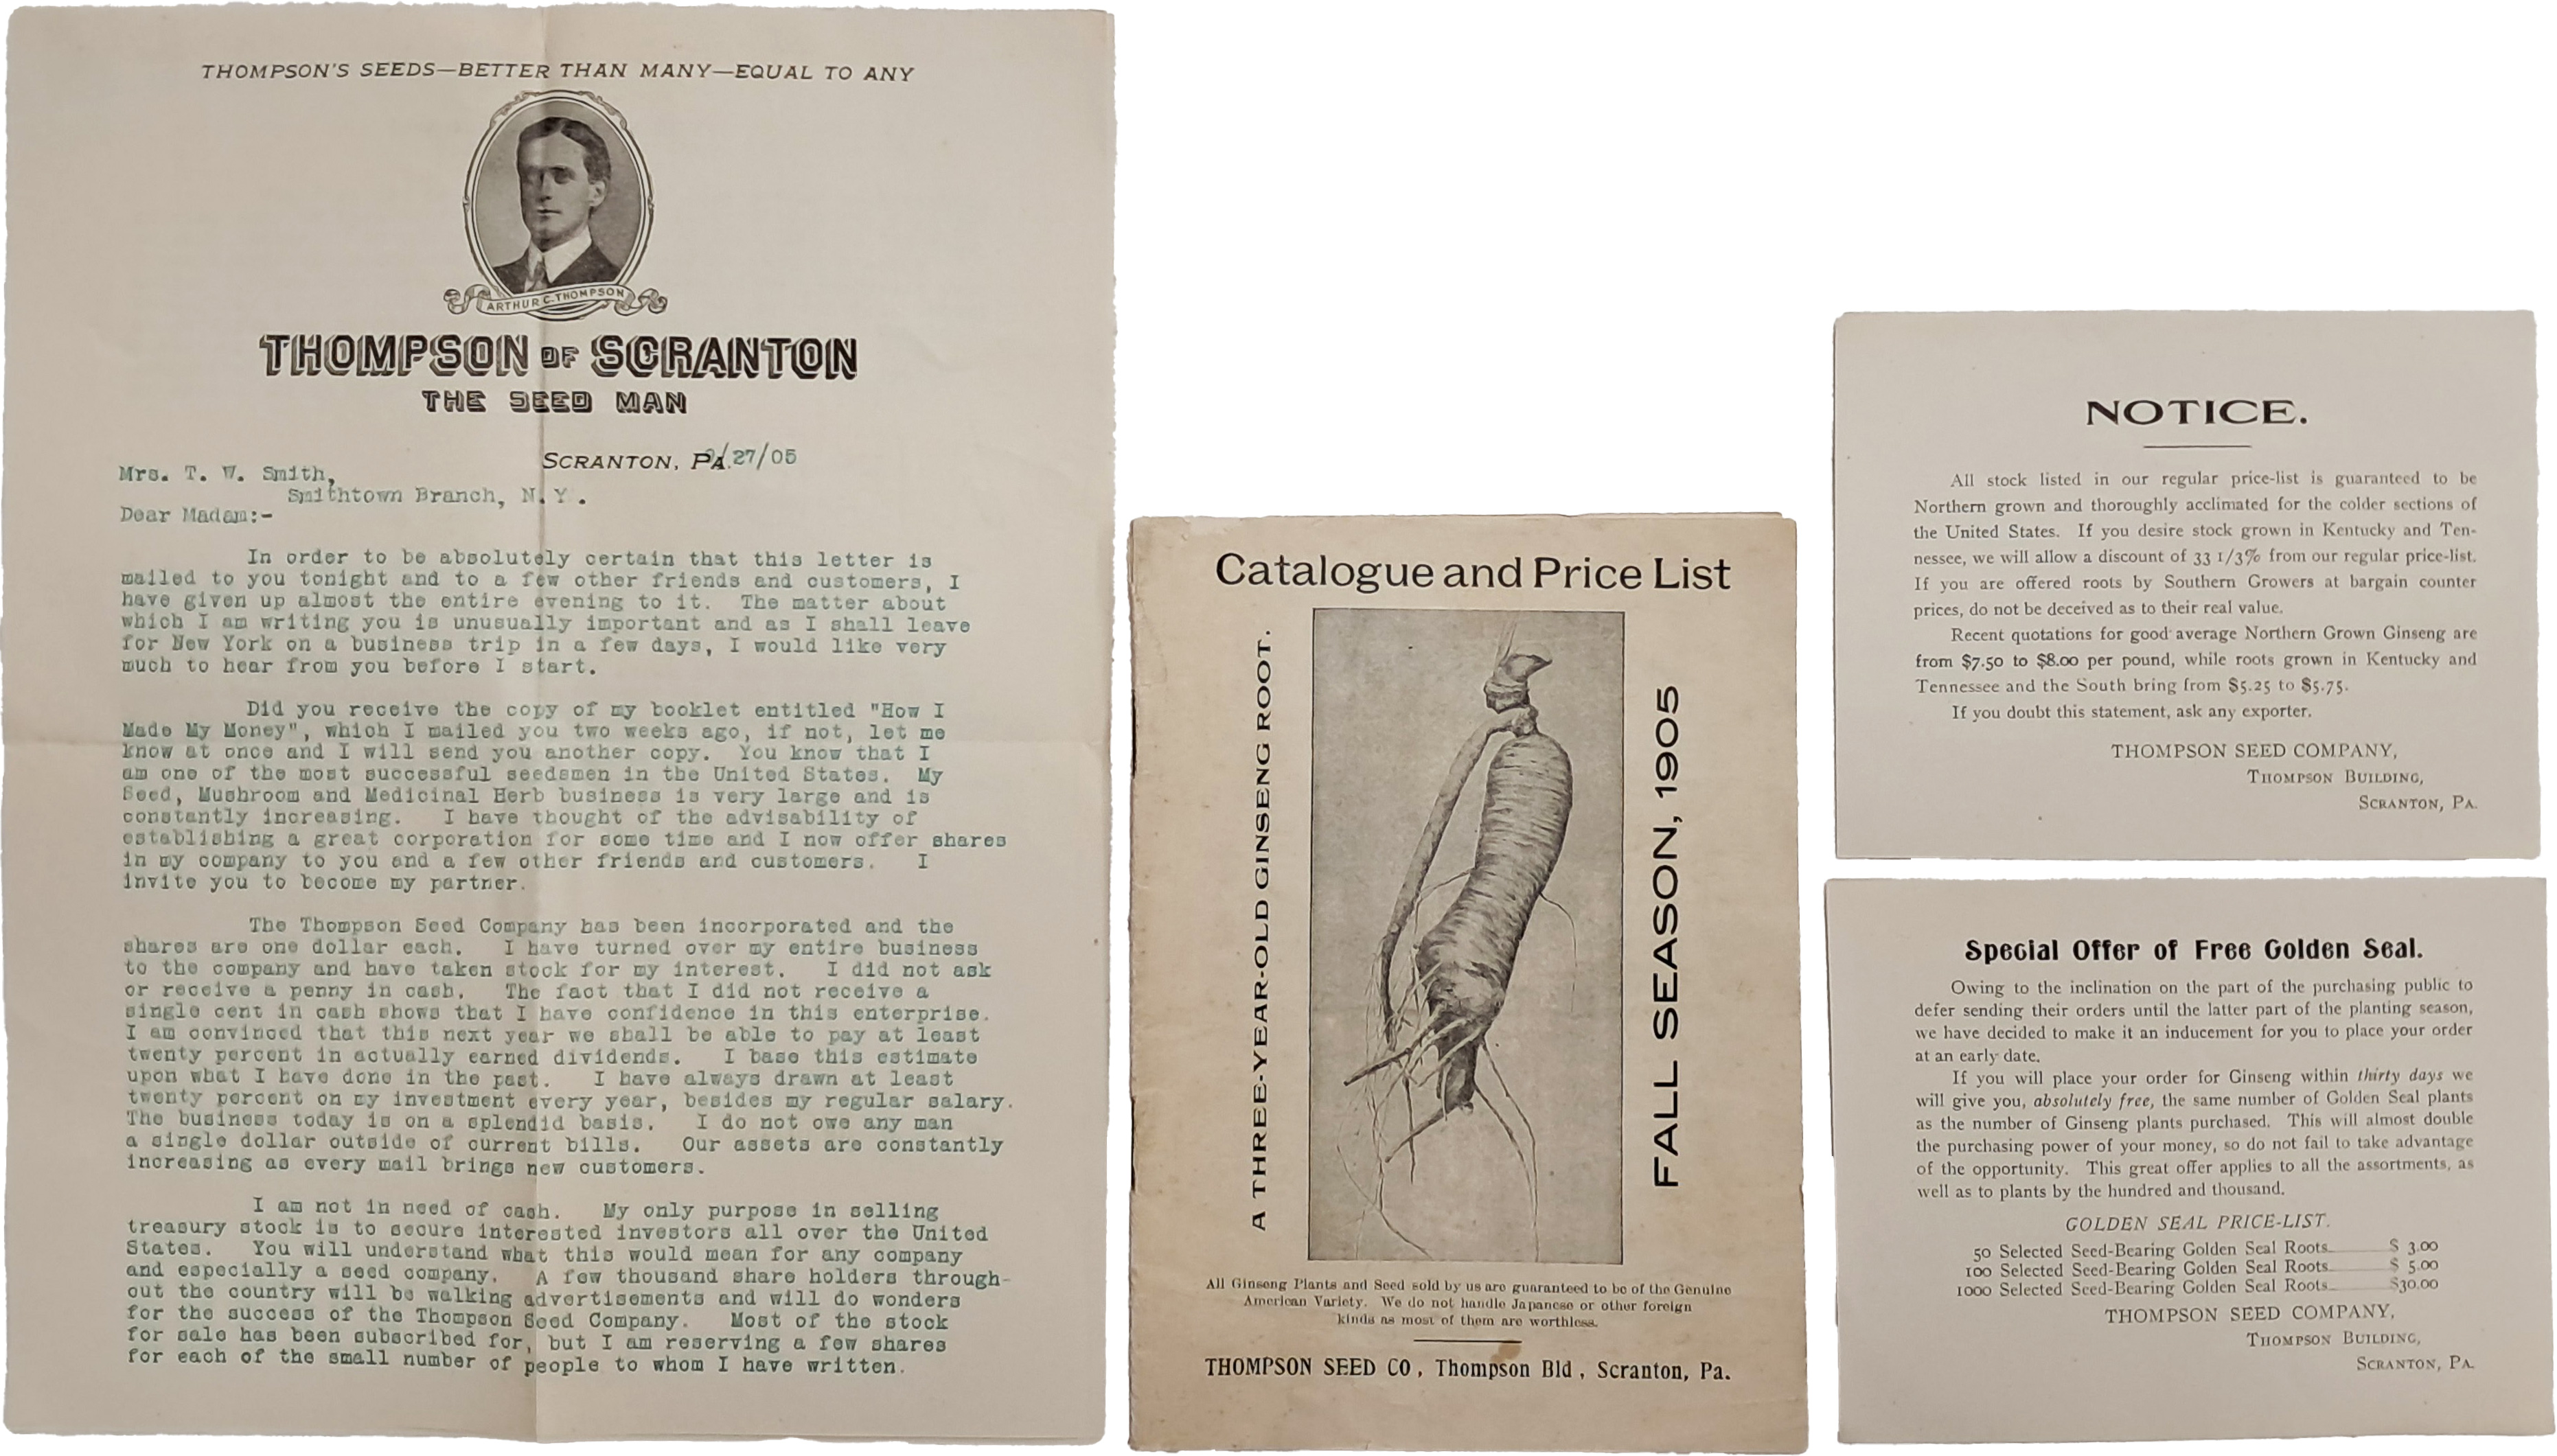 THOMPSON'S SEEDS—BETTER THAN MANY—EQUAL TO ANY
ARTHUR C. THOMPSON
THOMPSON OF SCRANTON
THE SEED MAN
SCRANTON, PA. /27/05
Mrs. T. W. Smith,
Smithtown Branch, N.Y.
Dear Madam:-
In order to be absolutely certain that this letter is
mailed to you tonight and to a few other friends and customers, I
have given up almost the entire evening to it. The matter about
which I am writing you is unusually important and as I shall leave
for New York on a business trip in a few days, I would like very
much to hear from you before I start.
Did you receive the copy of my booklet entitled "How I
Made My Money", which I mailed you two weeks ago, if not, let me
know at once and I will send you another copy. You know that I
am one of the most successful seedsmen in the United States. My
Seed, Mushroom and Medicinal Herb business is very large and is
constantly increasing. I have thought of the advisability of
establishing a great corporation for some time and I now offer shares
in my company to you and a few other friends and customers. I
invite you to become my partner.
The Thompson Seed Company has been incorporated and the
shares are one dollar each. I have turned over my entire business
to the company and have taken stock for my interest. I did not ask
or receive a penny in cash. The fact that I did not receive a
single cent in cash shows that I have confidence in this enterprise.
I am convinced that this next year we shall be able to pay at least
twenty percent in actually earned dividends. I base this estimate
upon what I have done in the past. I have always drawn at least
twenty percent on my investment every year, besides my regular salary.
The business today is on a splendid basis. I do not owe any man
a single dollar outside of current bills. Our assets are constantly
increasing as every mail brings new customers.
I am not in need of cash. My only purpose in selling
treasury stock is to secure interested investors all over the United
States. You will understand what this would mean for any company
and especially a seed company. A few thousand share holders through-
out the country will be walking advertisements and will do wonders
for the success of the Thompson Seed Company. Most of the stock
for sale has been subscribed for, but I am reserving a few shares
for each of the small number of people to whom I have written.
Catalogue and Price List
A THREE-YEAR-OLD GINSENG ROOT.
FALL SEASON, 1905
All Ginseng Plants and Seed sold by us are guaranteed to be of the Genuine
American Variety. We do not handle Japanese or other foreign
kinds as most of them are worthless.
THOMPSON SEED CO, Thompson Bld, Scranton, Pa.
NOTICE.
All stock listed in our regular price-list is guaranteed to be
Northern grown and thoroughly acclimated for the colder sections of
the United States. If you desire stock grown in Kentucky and Ten-
nessee, we will allow a discount of 33 1/3% from our regular price-list.
If you are offered roots by Southern Growers at bargain counter
prices, do not be deceived as to their real value.
Recent quotations for good average Northern Grown Ginseng are
from $7.50 to $8.00 per pound, while roots grown in Kentucky and
Tennessee and the South bring from $5.25 to $5.75.
If you doubt this statement, ask any exporter.
THOMPSON SEED COMPANY,
THOMPSON BUILDING,
SCRANTON, PA.
Special Offer of Free Golden Seal.
Owing to the inclination on the part of the purchasing public to
defer sending their orders until the latter part of the planting season,
we have decided to make it an inducement for you to place your order
at an early date.
If you will place your order for Ginseng within thirty days we
will give you, absolutely free, the same number of Golden Seal plants
as the number of Ginseng plants purchased. This will almost double
the purchasing power of your money, so do not fail to take advantage
of the opportunity. This great offer applies to all the assortments, as
well as to plants by the hundred and thousand.
GOLDEN SEAL PRICE-LIST.
50 Selected Seed-Bearing Golden Seal Roots $ 3.00
100 Selected Seed-Bearing Golden Seal Roots $ 5.00
1000 Selected Seed-Bearing Golden Seal Roots $30.00
THOMPSON SEED COMPANY,
THOMPSON BUILDING,
SCRANTON, PA.